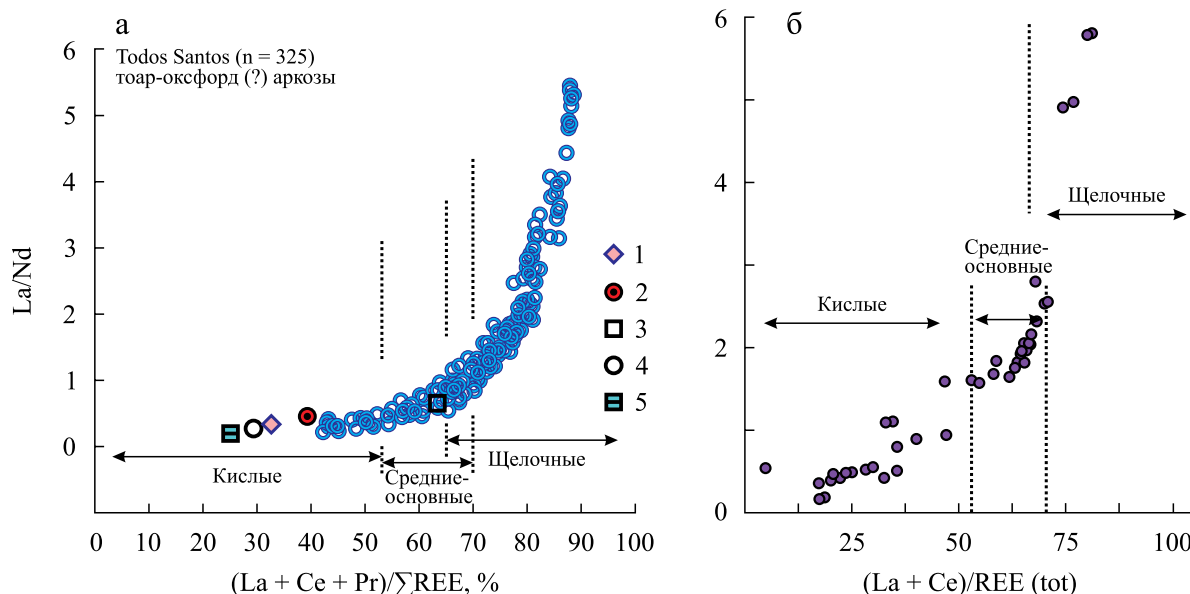 а
Todos Santos (n = 325)
тоар-оксфорд (?) аркозы
6
5
4
3
2
1
0
La/Nd
1
2
3
4
5
Кислые
Средние-
основные
Щелочные
0 10 20 30 40 50 60 70 80 90 100
(La + Ce + Pr)/∑REE, %
б
6
4
2
0
Щелочные
Средние-
основные
Кислые
25 50 75 100
(La + Ce)/REE (tot)